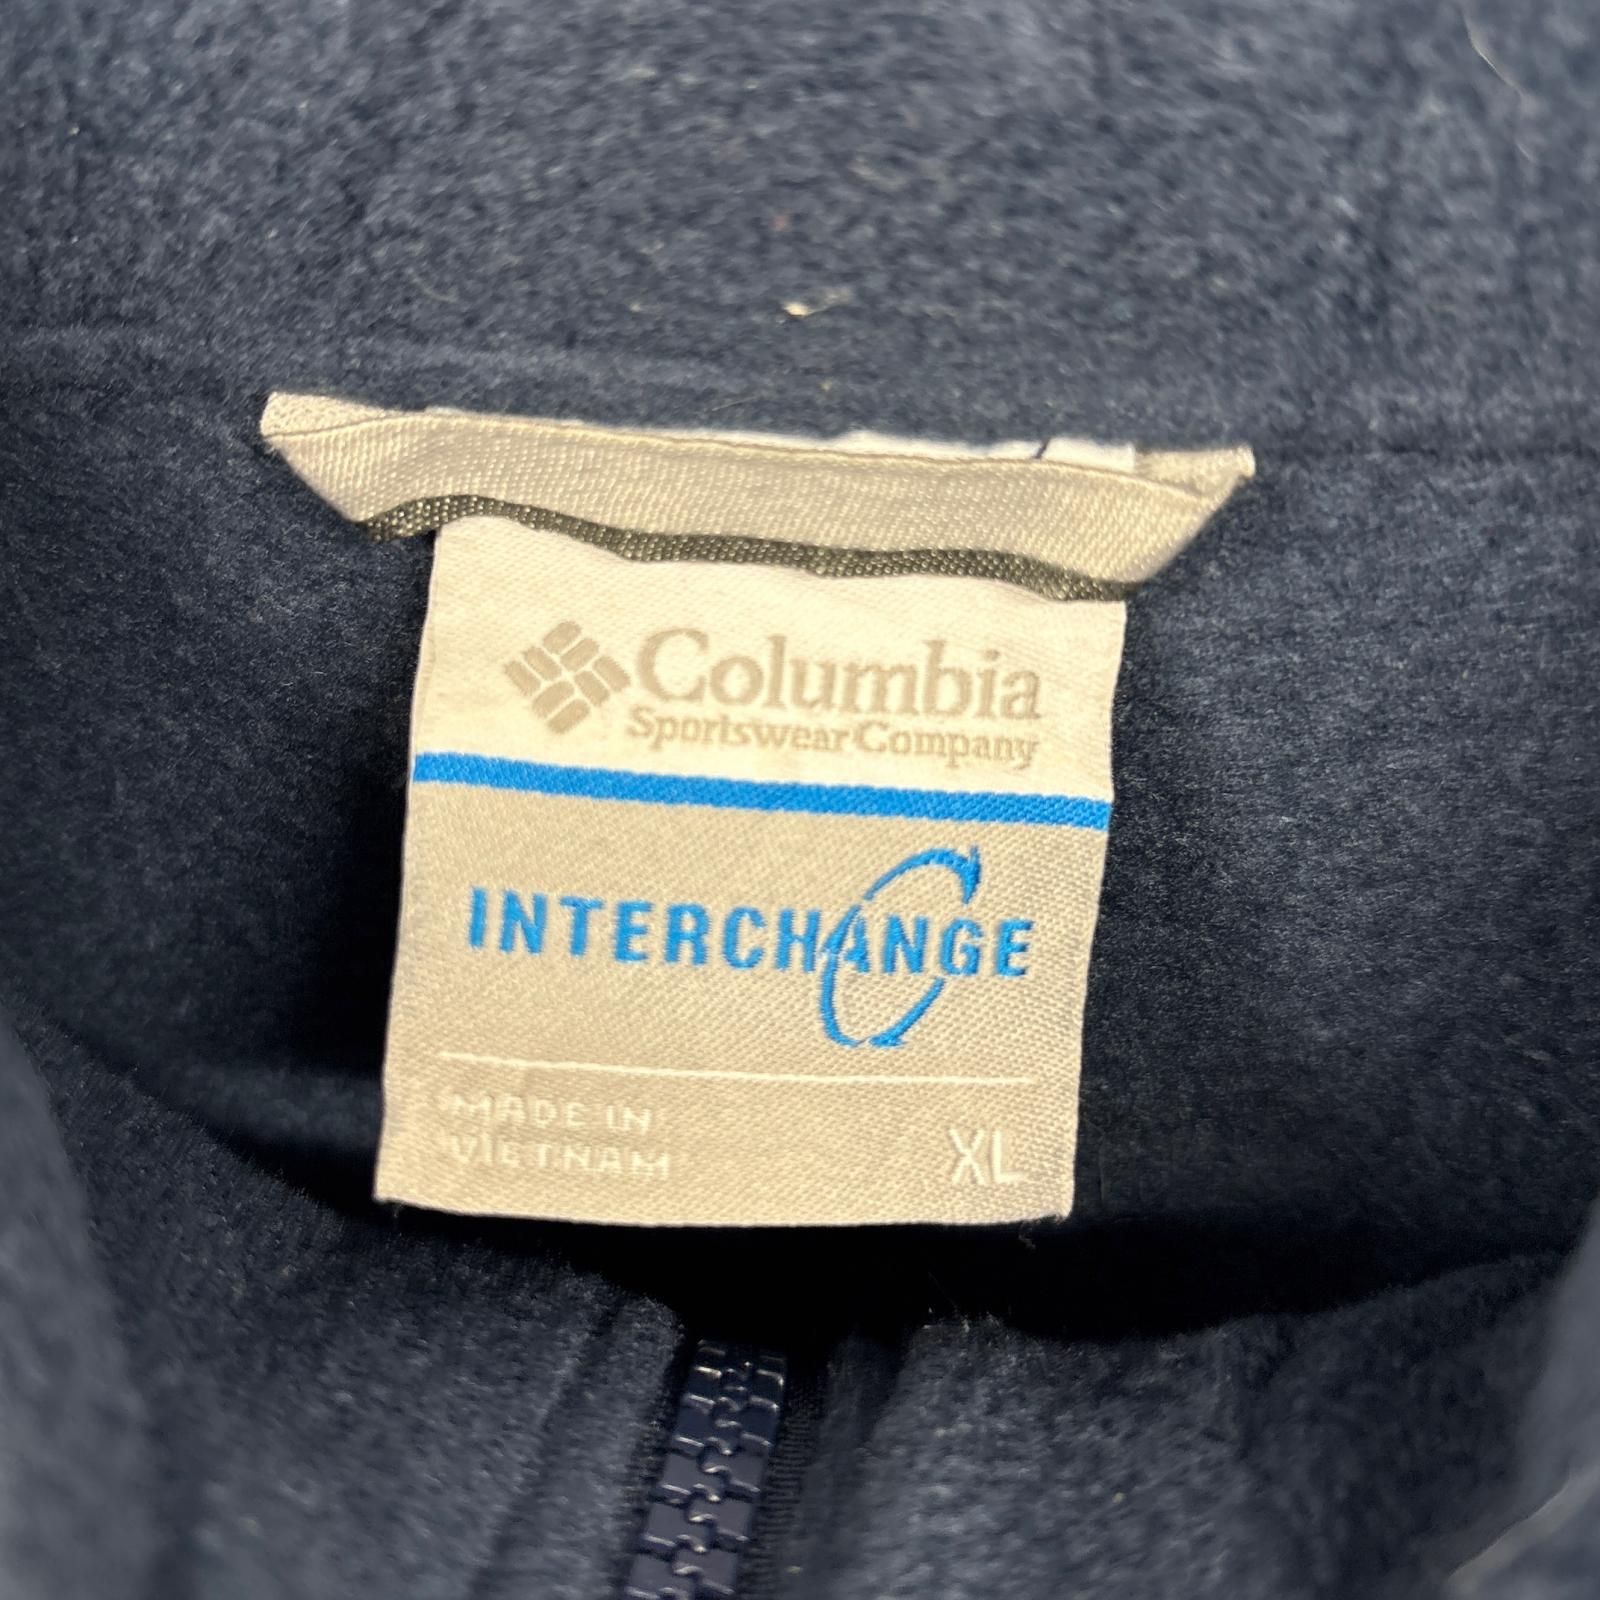 Columbia
Sportswear Company
INTERCHANGE
MADE IN
VIETNAM
XL